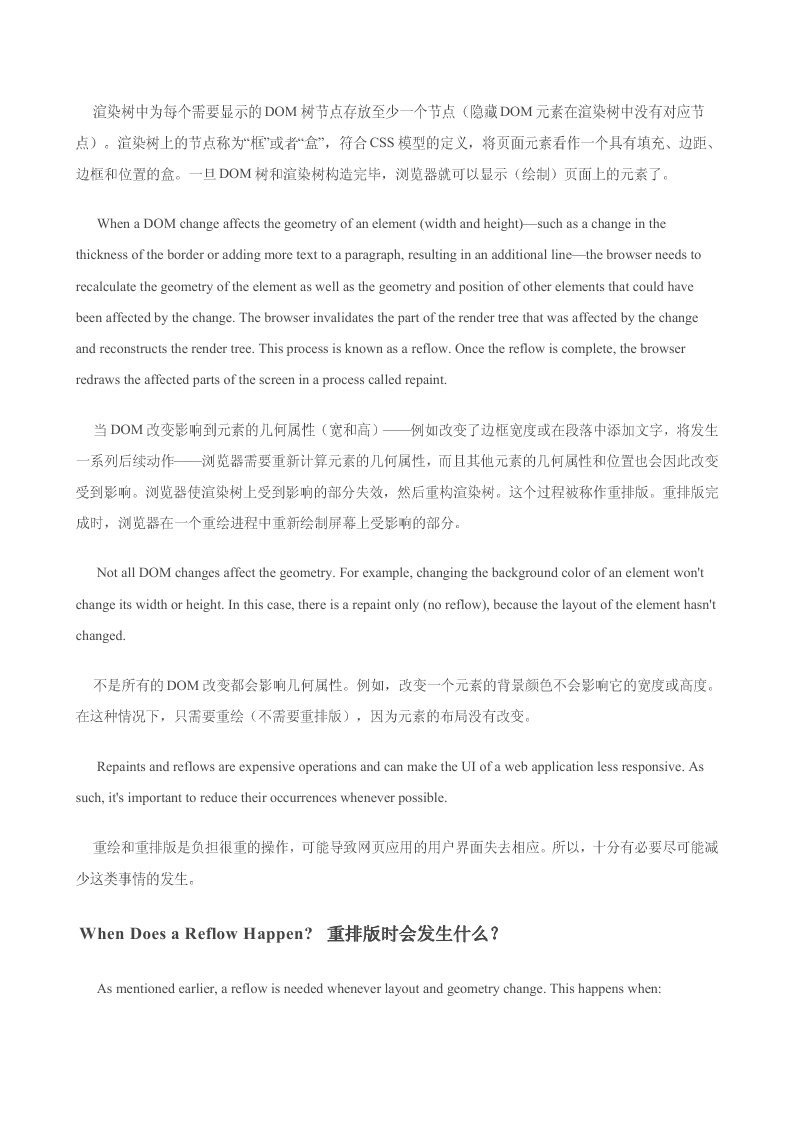 渲染树中为每个需要显示的 DOM 树节点存放至少一个节点（隐藏 DOM 元素在渲染树中没有对应节
点）。渲染树上的节点称为“框”或者“盒”，符合 CSS 模型的定义，将页面元素看作一个具有填充、边距、
边框和位置的盒。一旦 DOM 树和渲染树构造完毕，浏览器就可以显示（绘制）页面上的元素了。
When a DOM change affects the geometry of an element (width and height)—such as a change in the
thickness of the border or adding more text to a paragraph, resulting in an additional line—the browser needs to
recalculate the geometry of the element as well as the geometry and position of other elements that could have
been affected by the change. The browser invalidates the part of the render tree that was affected by the change
and reconstructs the render tree. This process is known as a reflow. Once the reflow is complete, the browser
redraws the affected parts of the screen in a process called repaint.
当 DOM 改变影响到元素的几何属性（宽和高）——例如改变了边框宽度或在段落中添加文字，将发生
一系列后续动作——浏览器需要重新计算元素的几何属性，而且其他元素的几何属性和位置也会因此改变
受到影响。浏览器使渲染树上受到影响的部分失效，然后重构渲染树。这个过程被称作重排版。重排版完
成时，浏览器在一个重绘进程中重新绘制屏幕上受影响的部分。
Not all DOM changes affect the geometry. For example, changing the background color of an element won't
change its width or height. In this case, there is a repaint only (no reflow), because the layout of the element hasn't
changed.
不是所有的 DOM 改变都会影响几何属性。例如，改变一个元素的背景颜色不会影响它的宽度或高度。
在这种情况下，只需要重绘（不需要重排版），因为元素的布局没有改变。
Repaints and reflows are expensive operations and can make the UI of a web application less responsive. As
such, it's important to reduce their occurrences whenever possible.
重绘和重排版是负担很重的操作，可能导致网页应用的用户界面失去相应。所以，十分有必要尽可能减
少这类事情的发生。
When Does a Reflow Happen? 重排版时会发生什么？
As mentioned earlier, a reflow is needed whenever layout and geometry change. This happens when: